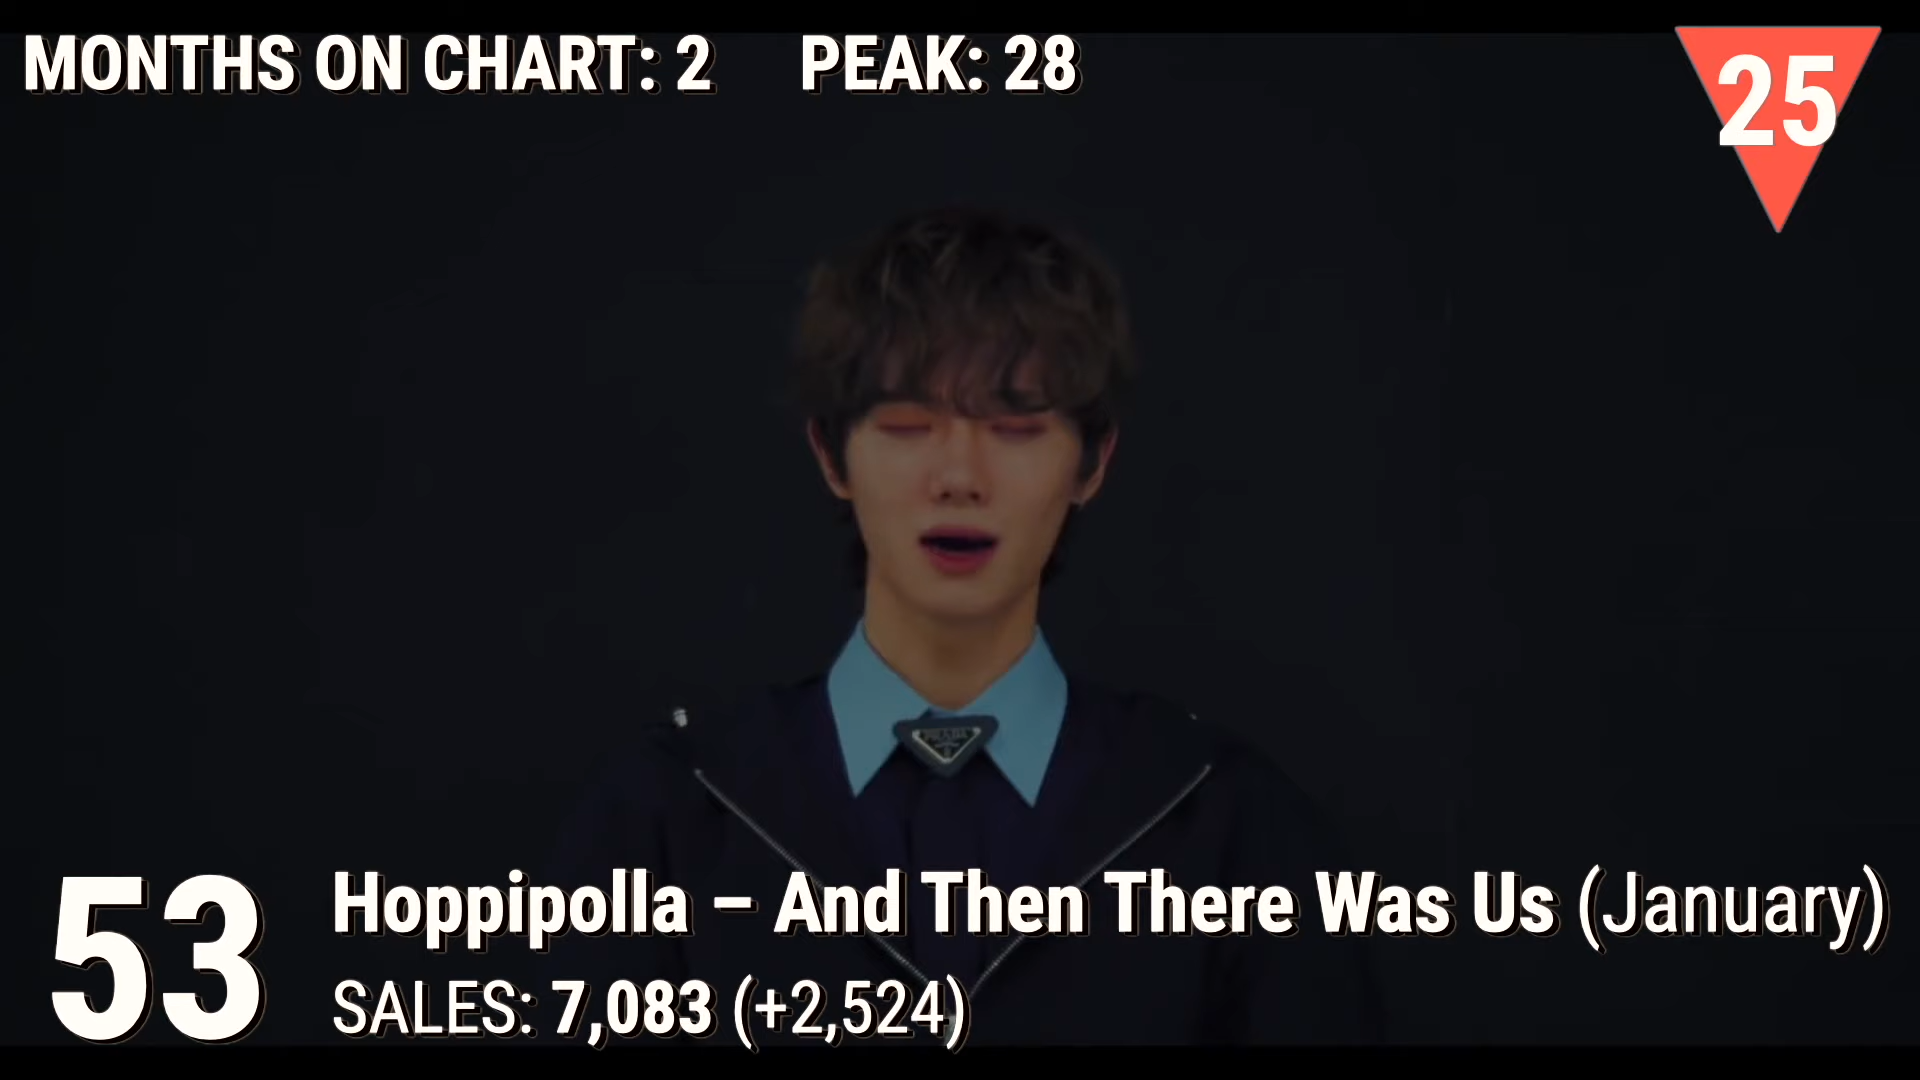 MONTHS ON CHART: 2 PEAK: 28
25
PRADA
53
Hoppipolla – And Then There Was Us (January)
SALES: 7,083 (+2,524)